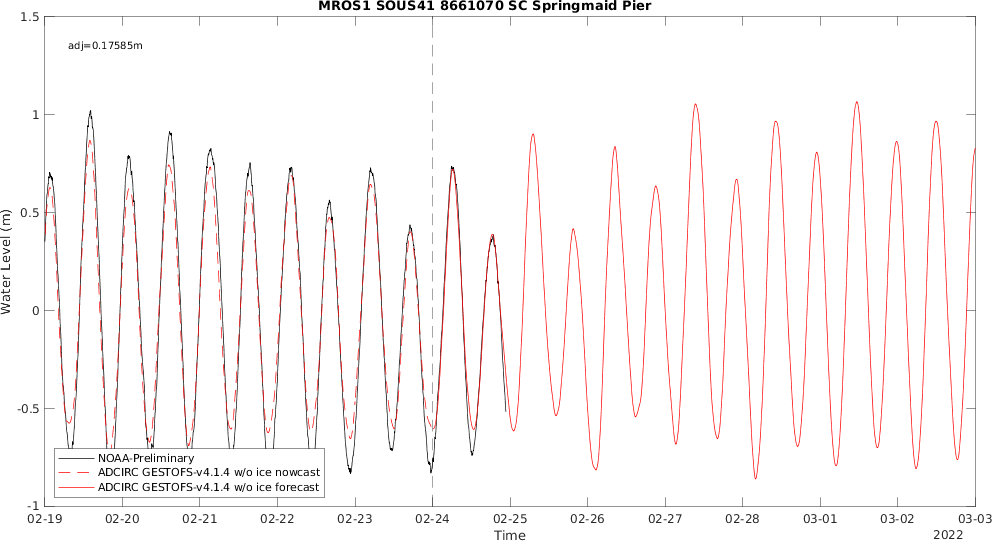 MROS1 SOUS41 8661070 SC Springmaid Pier
adj=0.17585m
Water Level (m)
1.5
1
0.5
0
-0.5
-1
NOAA-Preliminary
ADCIRC GESTOFS-v4.1.4 w/o ice nowcast
ADCIRC GESTOFS-v4.1.4 w/o ice forecast
02-19 02-20 02-21 02-22 02-23 02-24 02-25 02-26 02-27 02-28 03-01 03-02 03-03
Time
2022